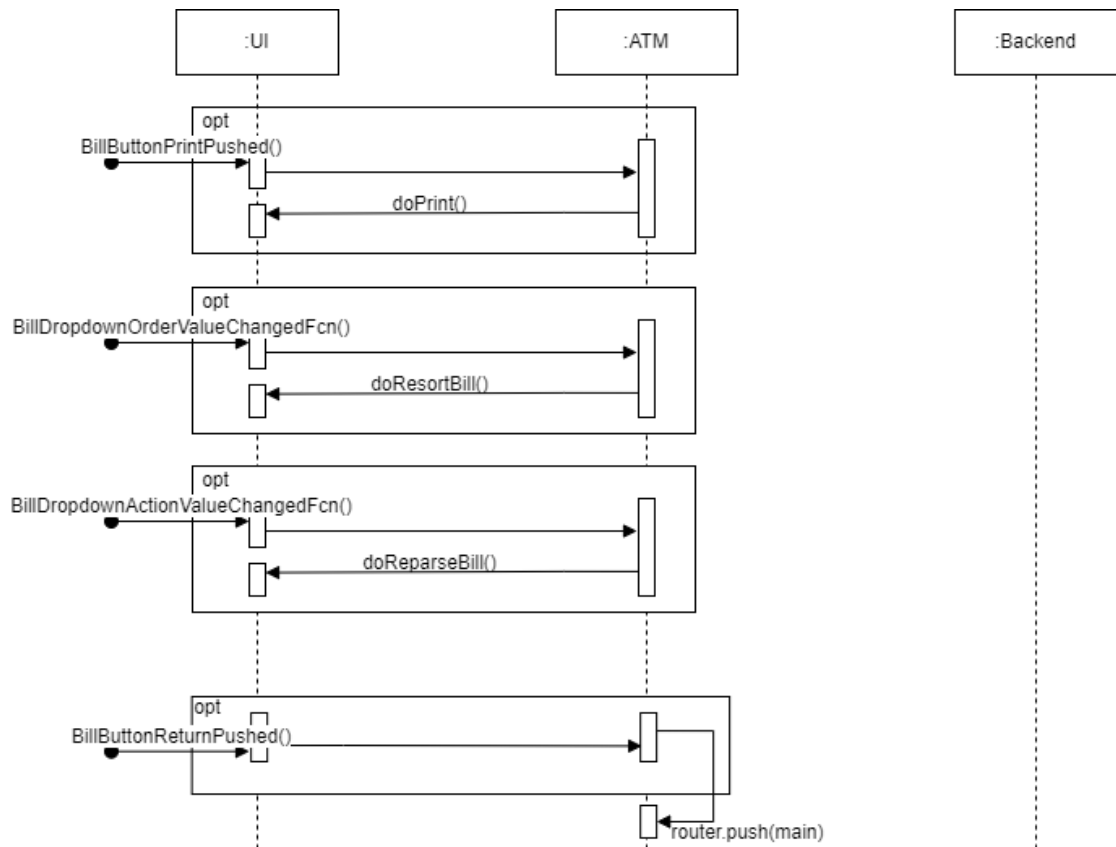 :UI
:ATM
:Backend
opt
BillButtonPrintPushed()
doPrint()
opt
BillDropdownOrderValueChangedFcn()
doResortBill()
opt
BillDropdownActionValueChangedFcn()
doReparseBill()
opt
BillButtonReturnPushed()
router.push(main)